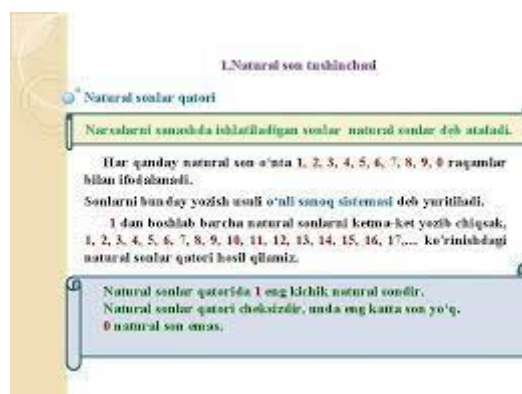 1.Natural son tushinchasi
Natural sonlar qatori
Narsalarni sanashda ishlatiladigan sonlar natural sonlar deb ataladi.
Har qanday natural son o'nta 1, 2, 3, 4, 5, 6, 7, 8, 9, 0 raqamlar
bilan ifodalanadi.
Sonlarni bunday yozish usuli o'nli sanoq sistemasi deb yuritiladi.
1 dan boshlab barcha natural sonlarni ketma-ket yozib chiqsak,
1, 2, 3, 4, 5, 6, 7, 8, 9, 10, 11, 12, 13, 14, 15, 16, 17,... ko'rinishdagi
natural sonlar qatori hosil qilamiz.
Natural sonlar qatorida 1 eng kichik natural sondir.
Natural sonlar qatori cheksizdir, unda eng katta son yo'q.
0 natural son emas.